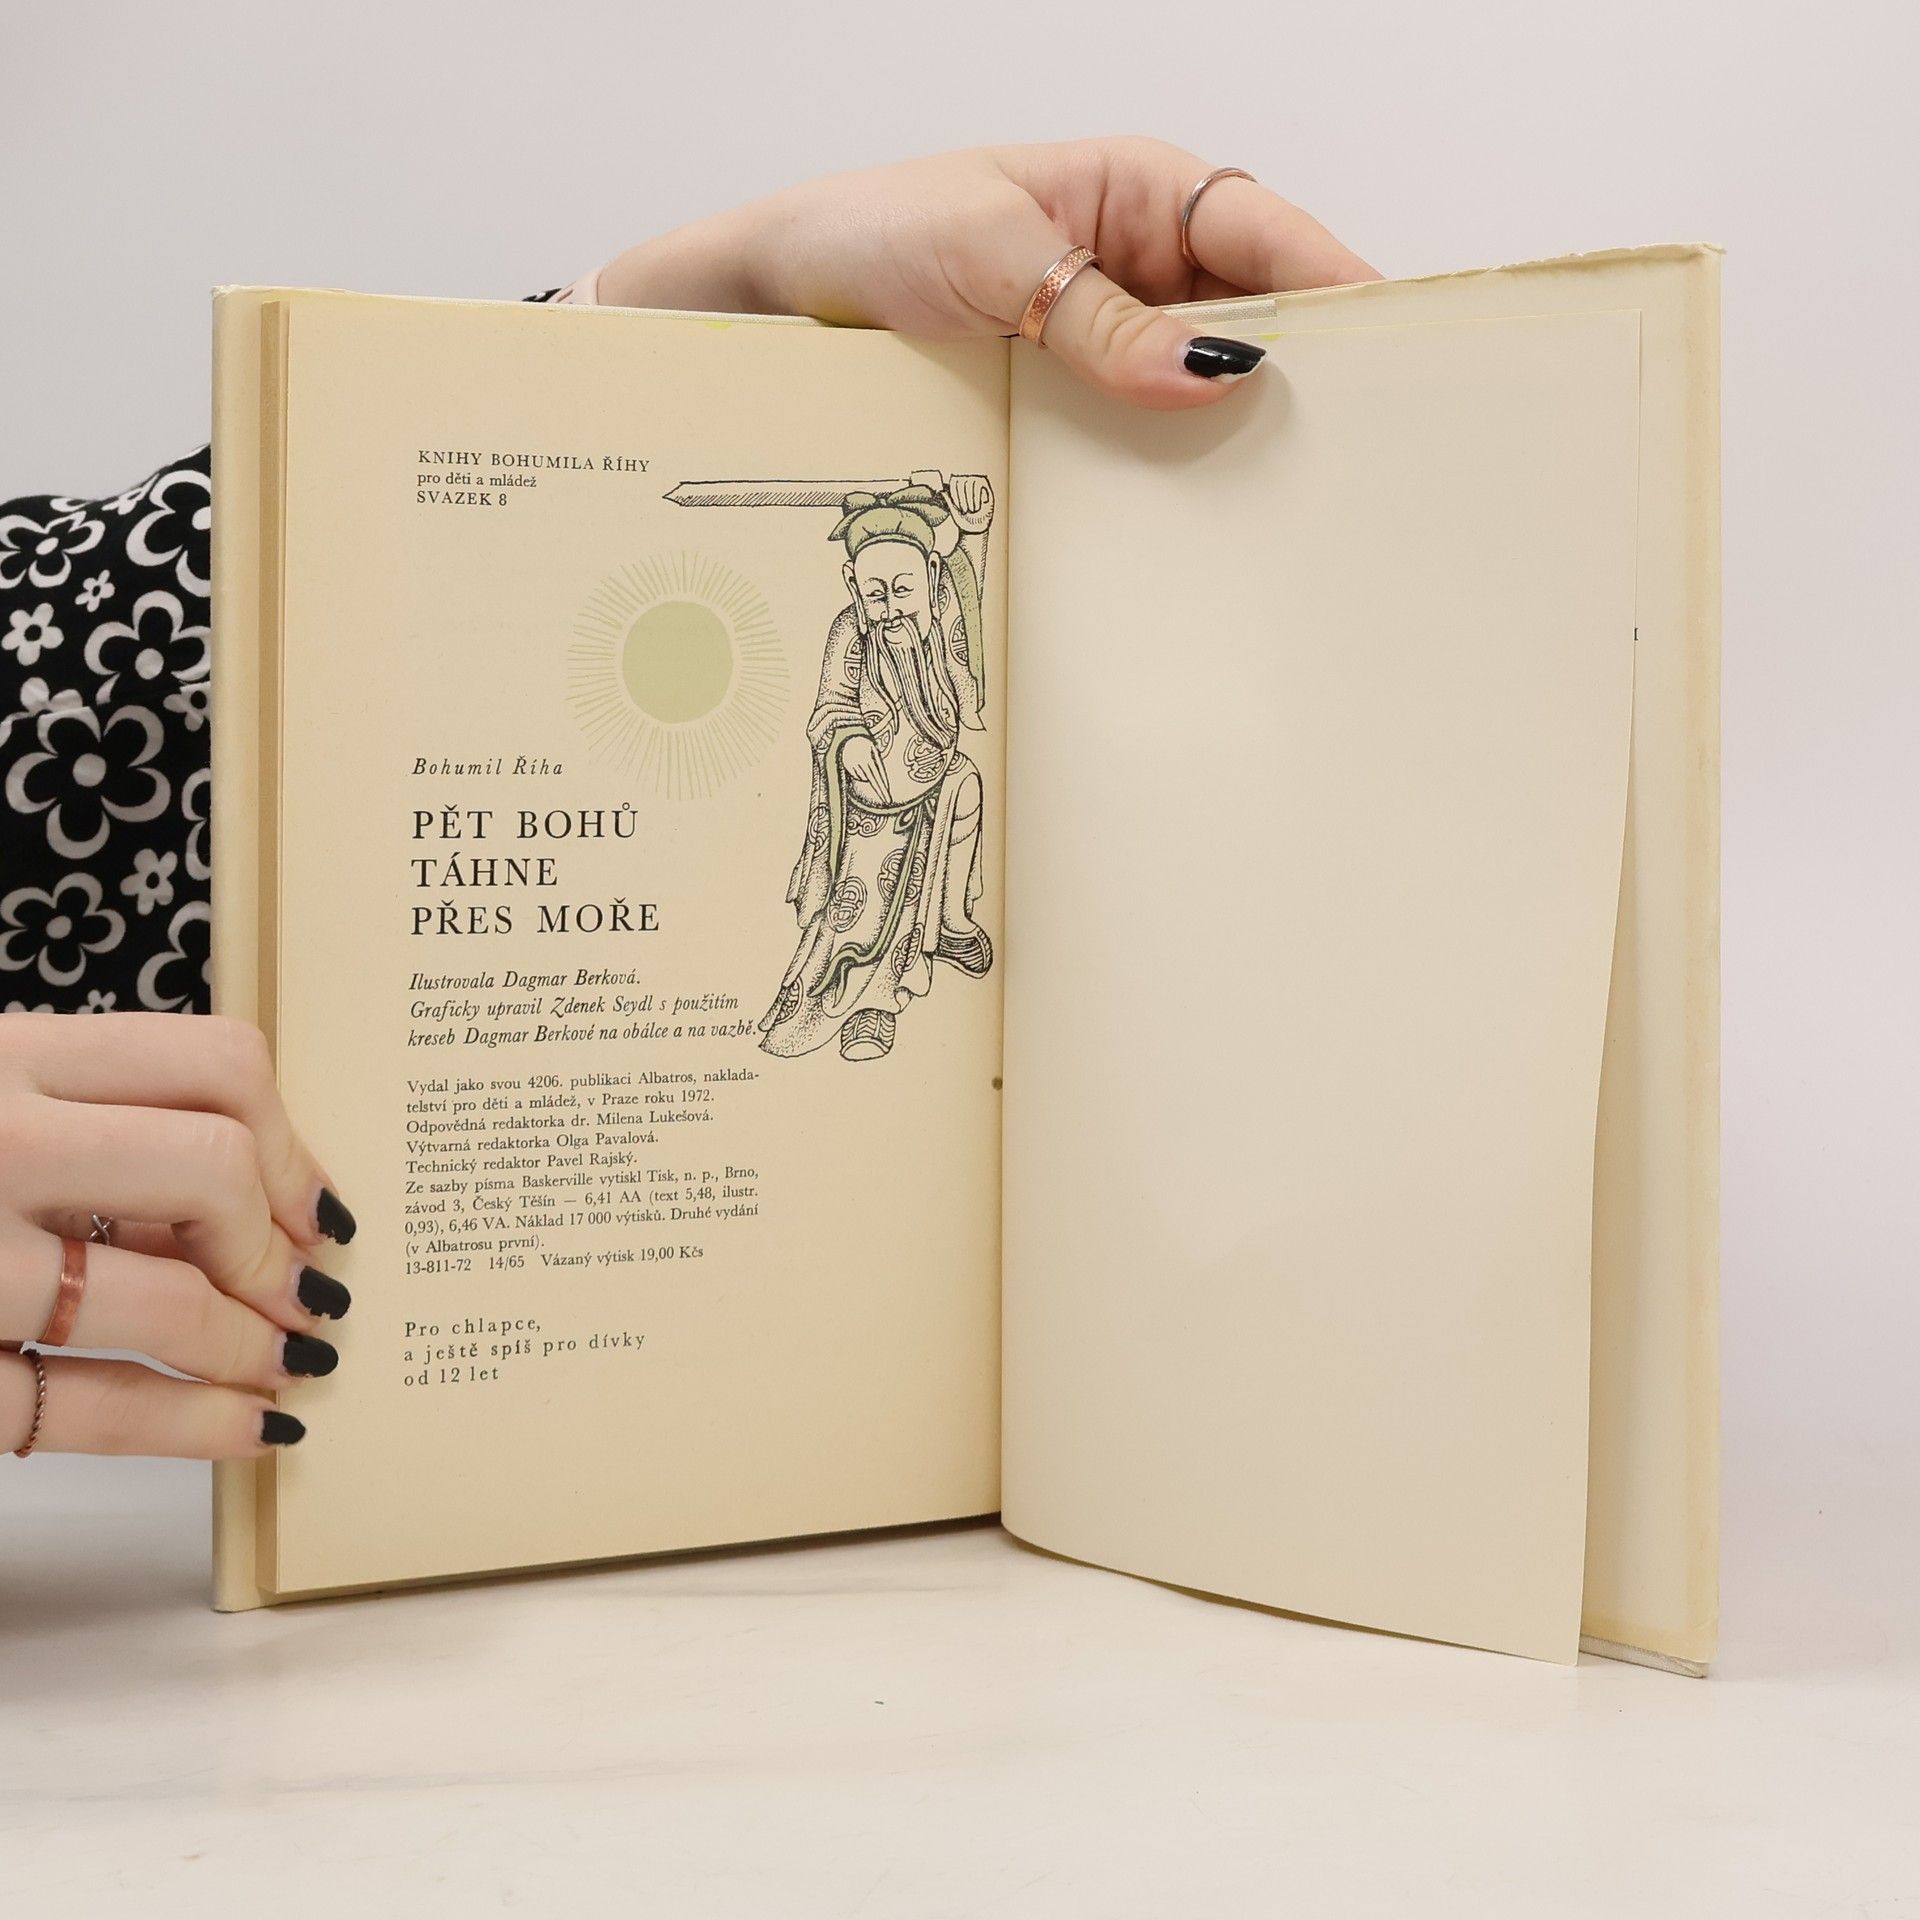 KNIHY BOHUMILA ŘÍHY
pro děti a mládež
SVAZEK 8
Bohumil Říha
PĚT BOHŮ
TÁHNE
PŘES MOŘE
Ilustrovala Dagmar Berková.
Graficky upravil Zdenek Seydl s použitím
kreseb Dagmar Berkové na obálce a na vazbě.
Vydal jako svou 4206. publikaci Albatros, naklada-
telství pro děti a mládež, v Praze roku 1972.
Odpovědná redaktorka dr. Milena Lukešová.
Výtvarná redaktorka Olga Pavalová.
Technický redaktor Pavel Rajský.
Ze sazby písma Baskerville vytiskl Tisk, n. p., Brno,
závod 3, Český Těšín — 6,41 AA (text 5,48, ilustr.
0,93), 6,46 VA. Náklad 17 000 výtisků. Druhé vydání
(v Albatrosu první).
13-811-72 14/65 Vázaný výtisk 19,00 Kčs
Pro chlapce,
a ještě spíš pro dívky
od 12 let